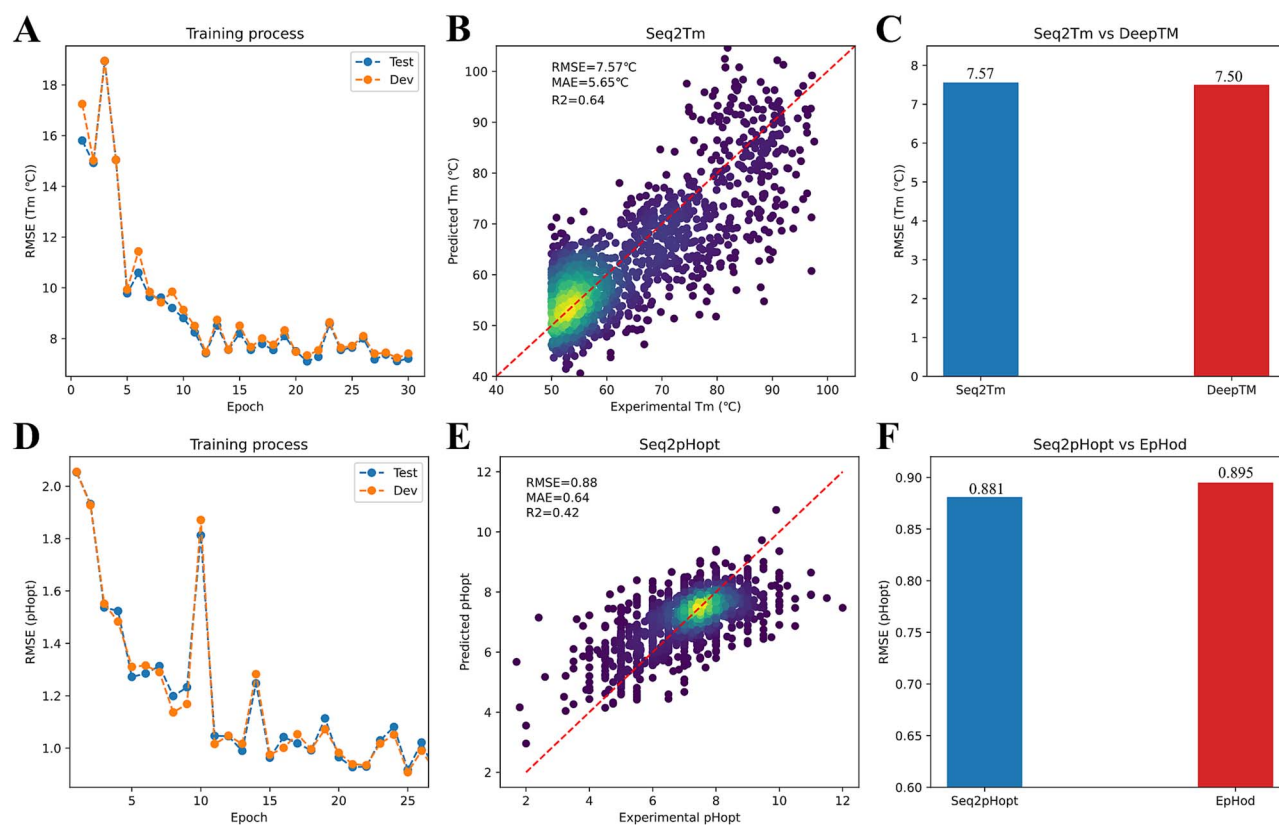 A
Training process
Test
Dev
RMSE (Tm (℃))
18
16
14
12
10
8
0
5
10
15
20
25
30
Epoch
B
Seq2Tm
RMSE=7.57℃
MAE=5.65℃
R2=0.64
Predicted Tm (℃)
100
90
80
70
60
50
40
40
50
60
70
80
90
100
Experimental Tm (℃)
C
Seq2Tm vs DeepTM
7.57
7.50
RMSE (Tm (℃))
8
7
6
5
4
3
2
1
0
Seq2Tm
DeepTM
D
Training process
Test
Dev
RMSE (pHopt)
2.0
1.8
1.6
1.4
1.2
1.0
5
10
15
20
25
Epoch
E
Seq2pHopt
RMSE=0.88
MAE=0.64
R2=0.42
Predicted pHopt
12
10
8
6
4
2
2
4
6
8
10
12
Experimental pHopt
F
Seq2pHopt vs EpHod
0.881
0.895
RMSE (pHopt)
0.90
0.85
0.80
0.75
0.70
0.65
0.60
Seq2pHopt
EpHod